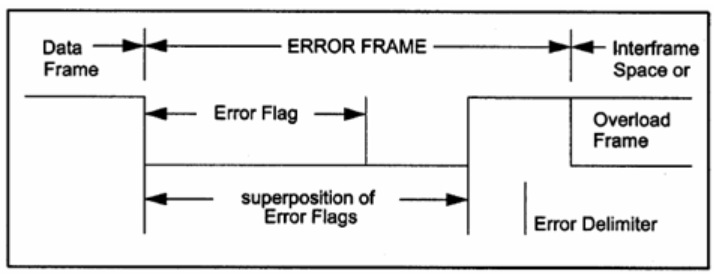 Data
Frame
ERROR FRAME
Interframe
Space or
Error Flag
Overload
Frame
superposition of
Error Flags
Error Delimiter